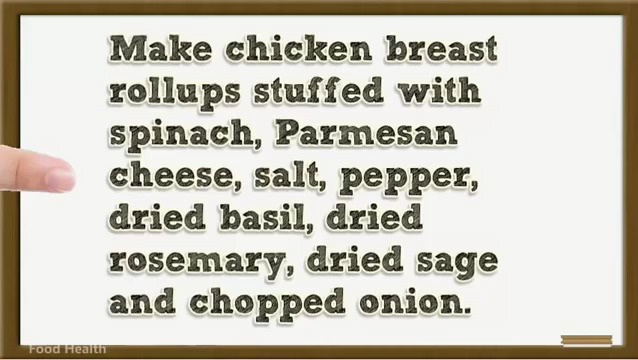 Make chicken breast
rollups stuffed with
spinach, Parmesan
cheese, salt, pepper,
dried basil, dried
rosemary, dried sage
and chopped onion.
Food Health